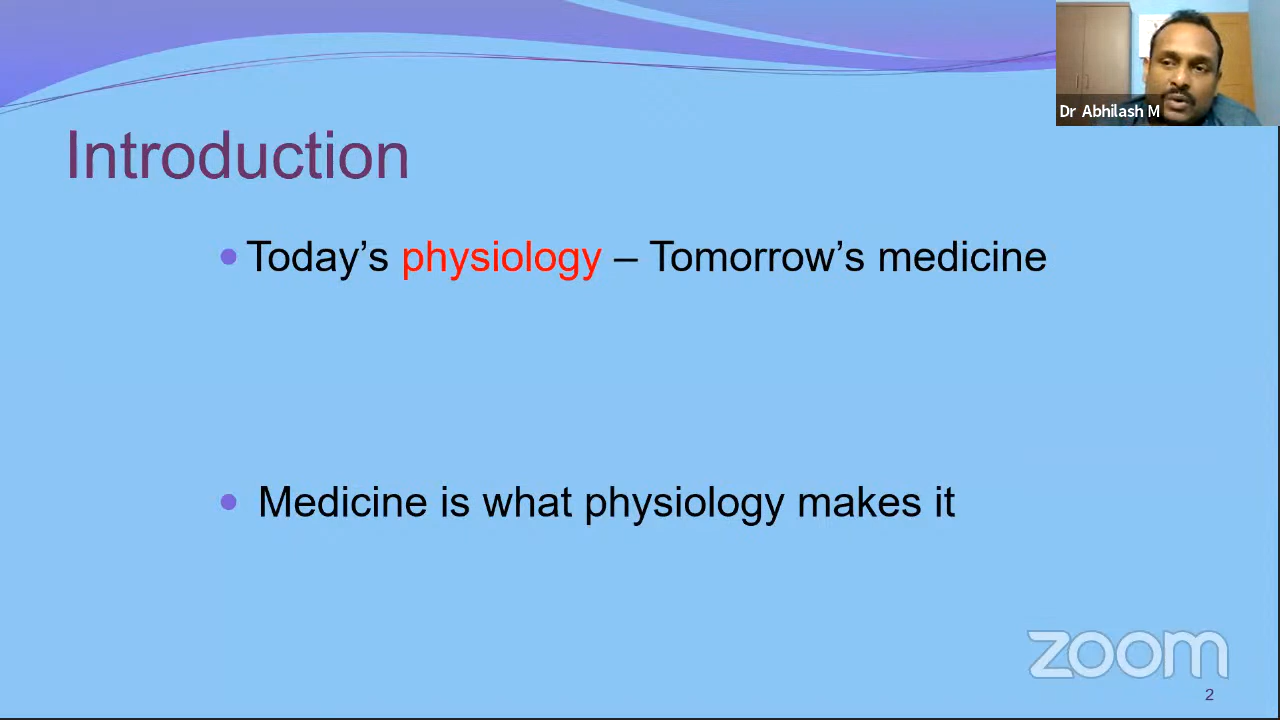 Dr Abhilash M
Introduction
Today’s physiology – Tomorrow’s medicine
Medicine is what physiology makes it
zoom
2